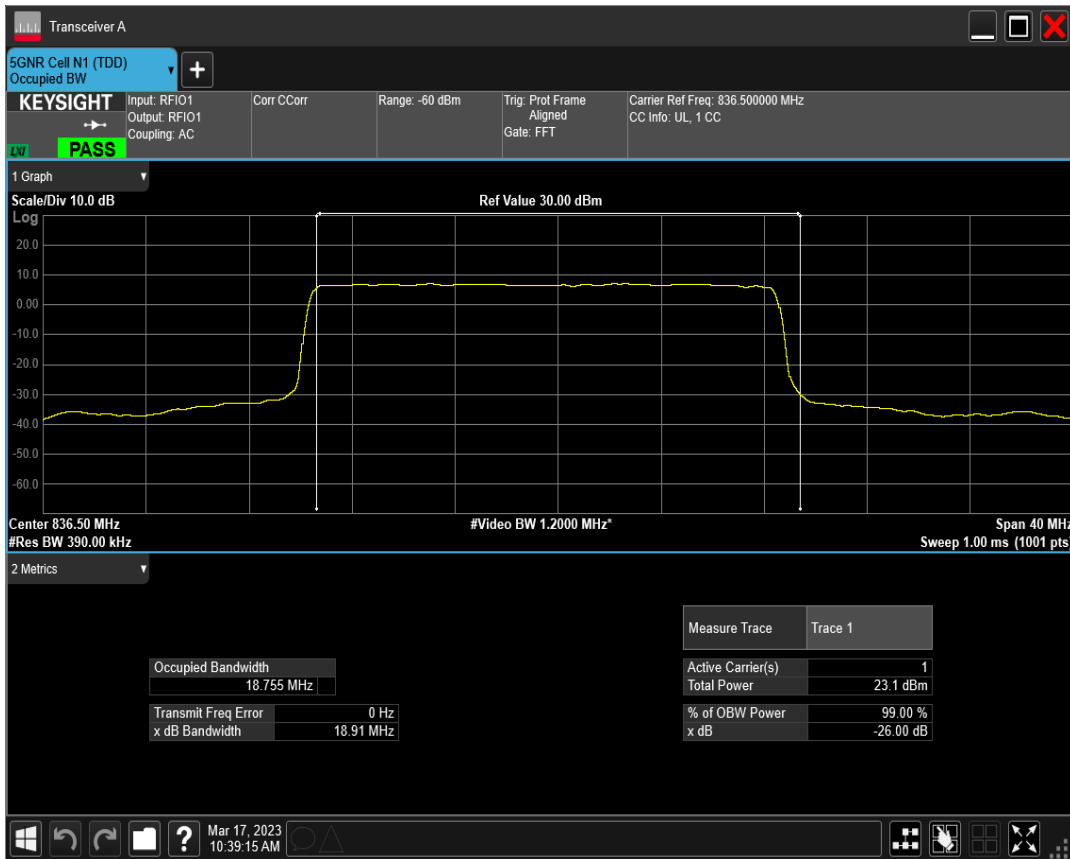 Transceiver A
5GNR Cell N1 (TDD)
Occupied BW
+
KEYSIGHT
LXI
PASS
Input: RFIO1
Output: RFIO1
Coupling: AC
Corr CCorr
Range: -60 dBm
Trig: Prot Frame
Aligned
Gate: FFT
Carrier Ref Freq: 836.500000 MHz
CC Info: UL, 1 CC
1 Graph
Scale/Div 10.0 dB
Ref Value 30.00 dBm
Log
20.0
10.0
0.00
-10.0
-20.0
-30.0
-40.0
-50.0
-60.0
Center 836.50 MHz
#Video BW 1.2000 MHz*
Span 40 MHz
#Res BW 390.00 kHz
Sweep 1.00 ms (1001 pts)
2 Metrics
Measure Trace Trace 1
Occupied Bandwidth
18.755 MHz
Active Carrier(s) 1
Total Power 23.1 dBm
Transmit Freq Error 0 Hz
x dB Bandwidth 18.91 MHz
% of OBW Power 99.00 %
x dB -26.00 dB
?
Mar 17, 2023
10:39:15 AM